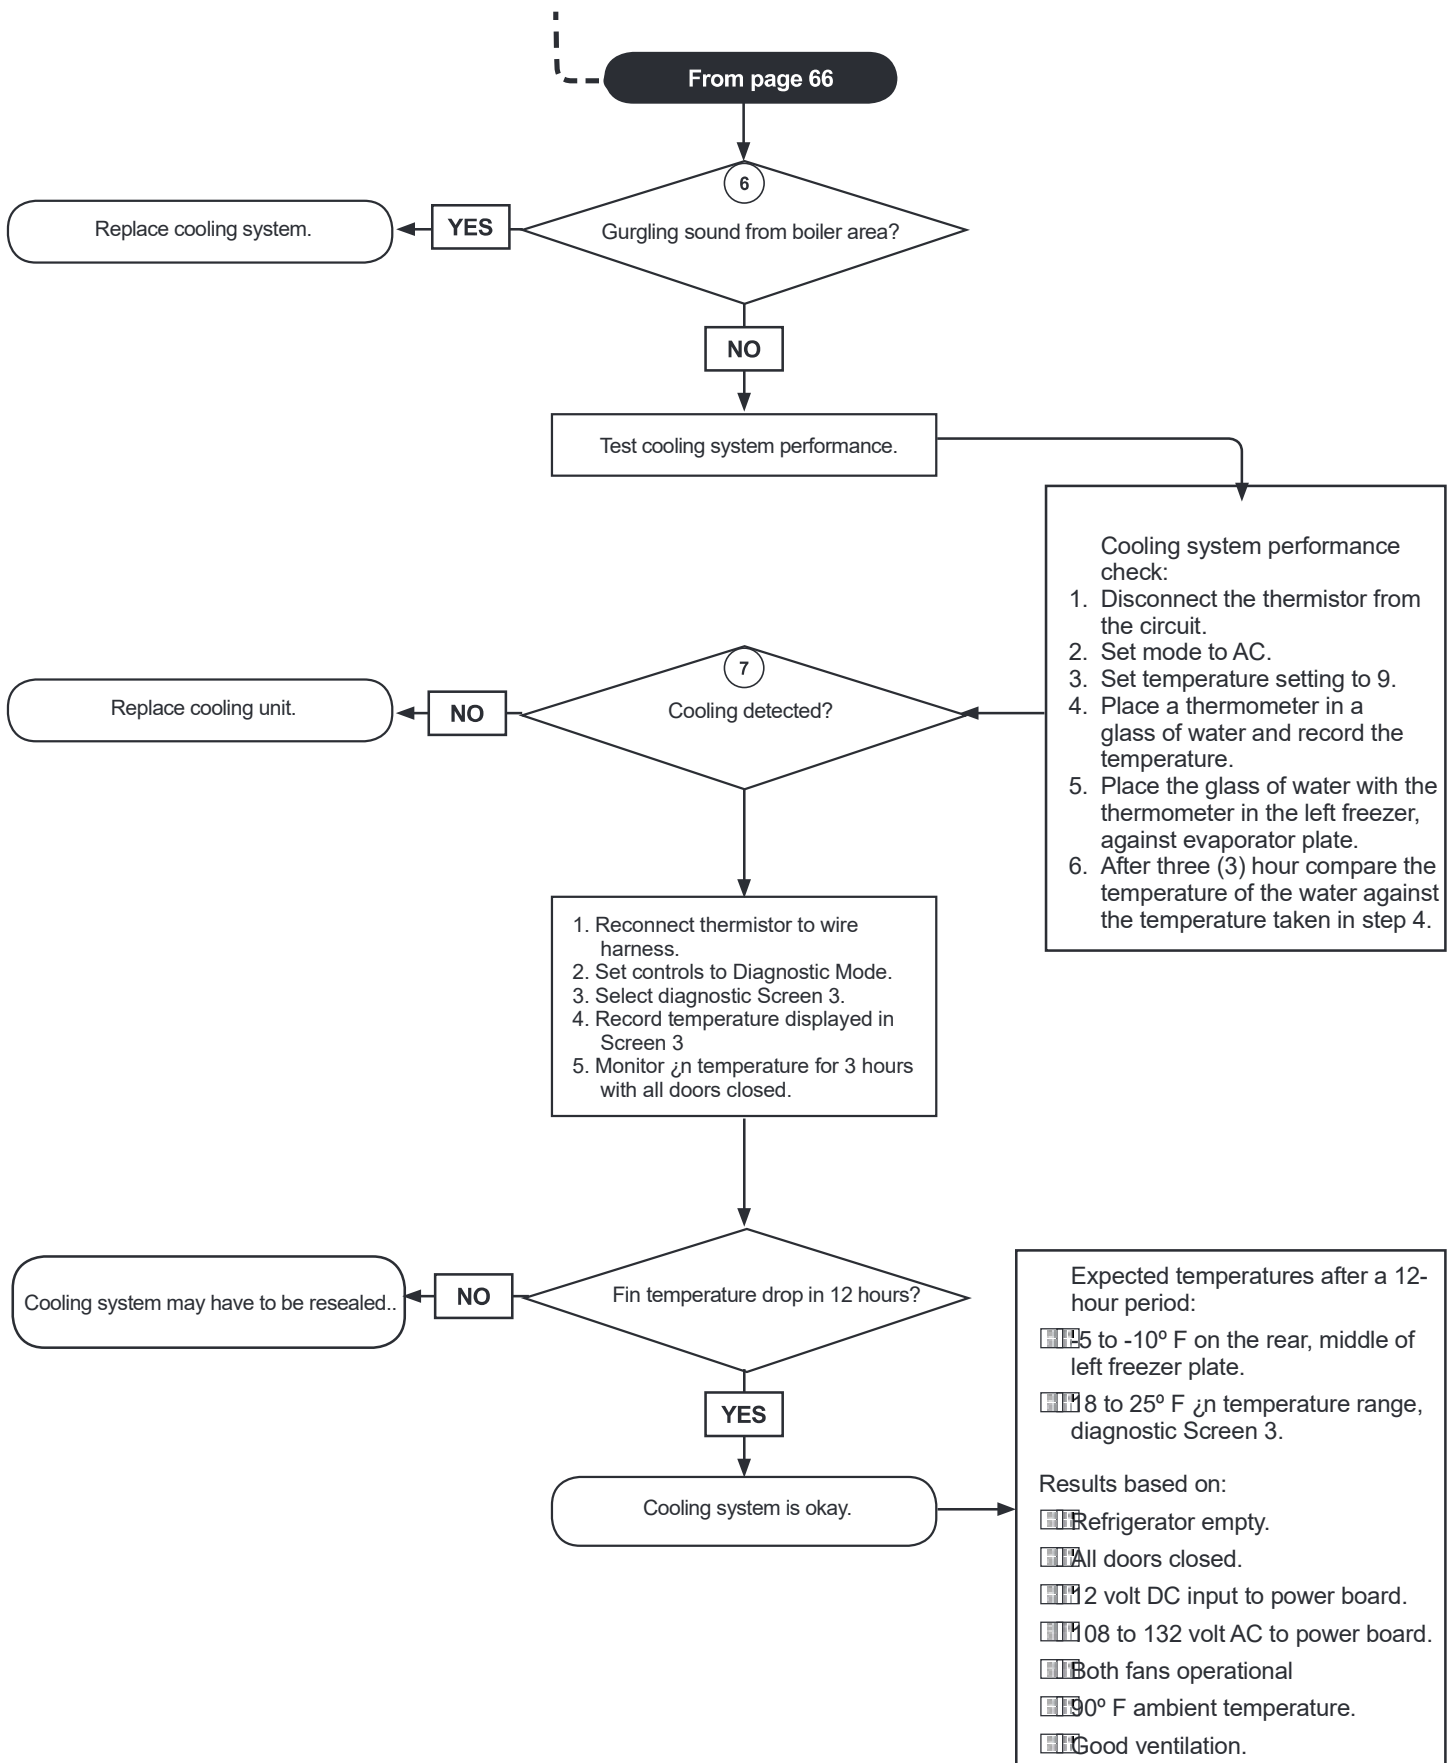 From page 66
6
Gurgling sound from boiler area?
YES
Replace cooling system.
NO
Test cooling system performance.
Cooling system performance
check:
1. Disconnect the thermistor from
the circuit.
2. Set mode to AC.
3. Set temperature setting to 9.
4. Place a thermometer in a
glass of water and record the
temperature.
5. Place the glass of water with the
thermometer in the left freezer,
against evaporator plate.
6. After three (3) hour compare the
temperature of the water against
the temperature taken in step 4.
7
Cooling detected?
NO
Replace cooling unit.
1. Reconnect thermistor to wire
harness.
2. Set controls to Diagnostic Mode.
3. Select diagnostic Screen 3.
4. Record temperature displayed in
Screen 3
5. Monitor ¿n temperature for 3 hours
with all doors closed.
Fin temperature drop in 12 hours?
NO
Cooling system may have to be resealed..
YES
Cooling system is okay.
Expected temperatures after a 12-
hour period:
-5 to -10º F on the rear, middle of
left freezer plate.
18 to 25º F ¿n temperature range,
diagnostic Screen 3.
Results based on:
Refrigerator empty.
All doors closed.
12 volt DC input to power board.
108 to 132 volt AC to power board.
Both fans operational
90º F ambient temperature.
Good ventilation.